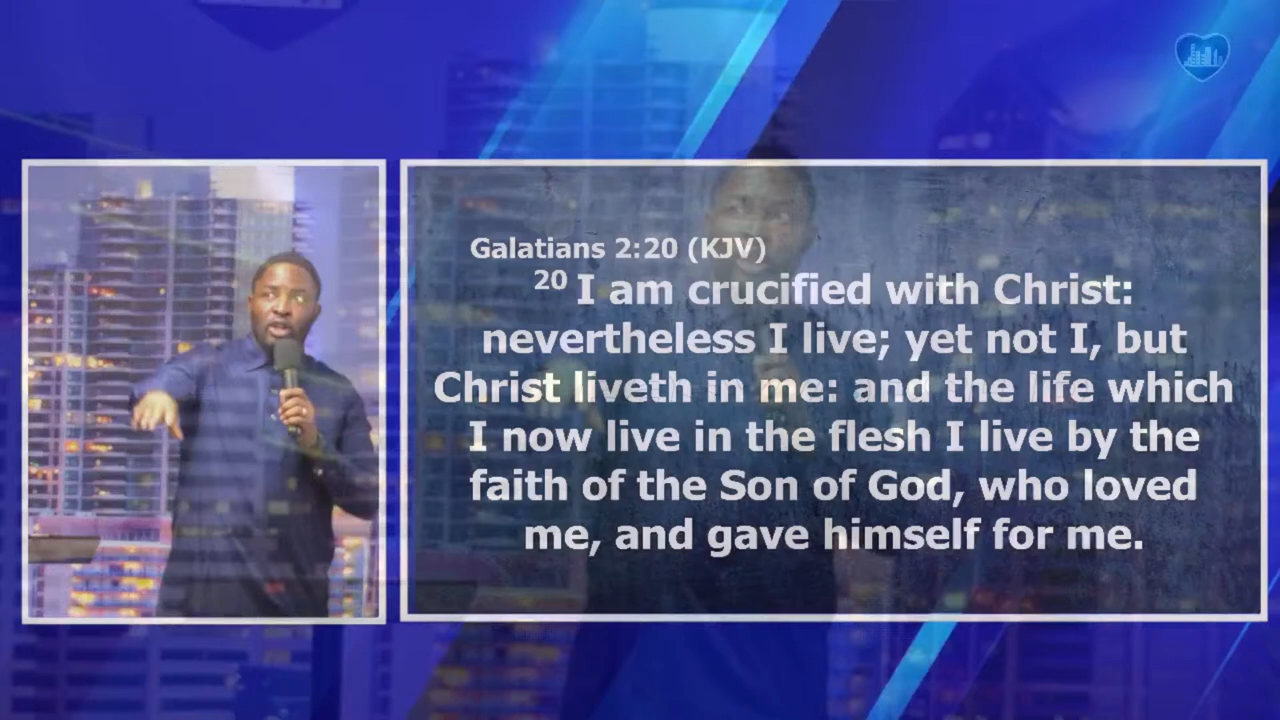 Galatians 2:20 (KJV)
20 I am crucified with Christ:
nevertheless I live; yet not I, but
Christ liveth in me: and the life which
I now live in the flesh I live by the
faith of the Son of God, who loved
me, and gave himself for me.